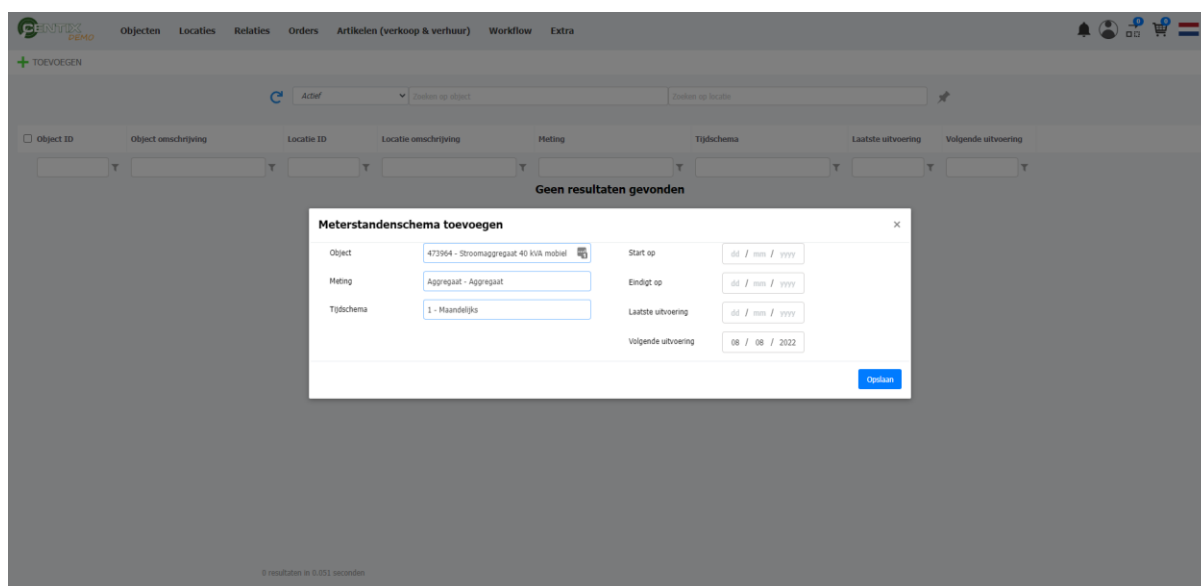 CENTIX
DEMO
Objecten Locaties Relaties Orders Artikelen (verkoop & verhuur) Workflow Extra
0 0
TOEVOEGEN
Actief Zoeken op object Zoeken op locatie
Object ID Object omschrijving Locatie ID Locatie omschrijving Meting Tijdschema Laatste uitvoering Volgende uitvoering
Geen resultaten gevonden
Meterstandenschema toevoegen ×
Object 473964 - Stroomaggregaat 40 kVA mobiel Start op dd / mm / yyyy
Meting Aggregaat - Aggregaat Eindigt op dd / mm / yyyy
Tijdschema 1 - Maandelijks Laatste uitvoering dd / mm / yyyy
Volgende uitvoering 08 / 08 / 2022
Opslaan
0 resultaten in 0.051 seconden